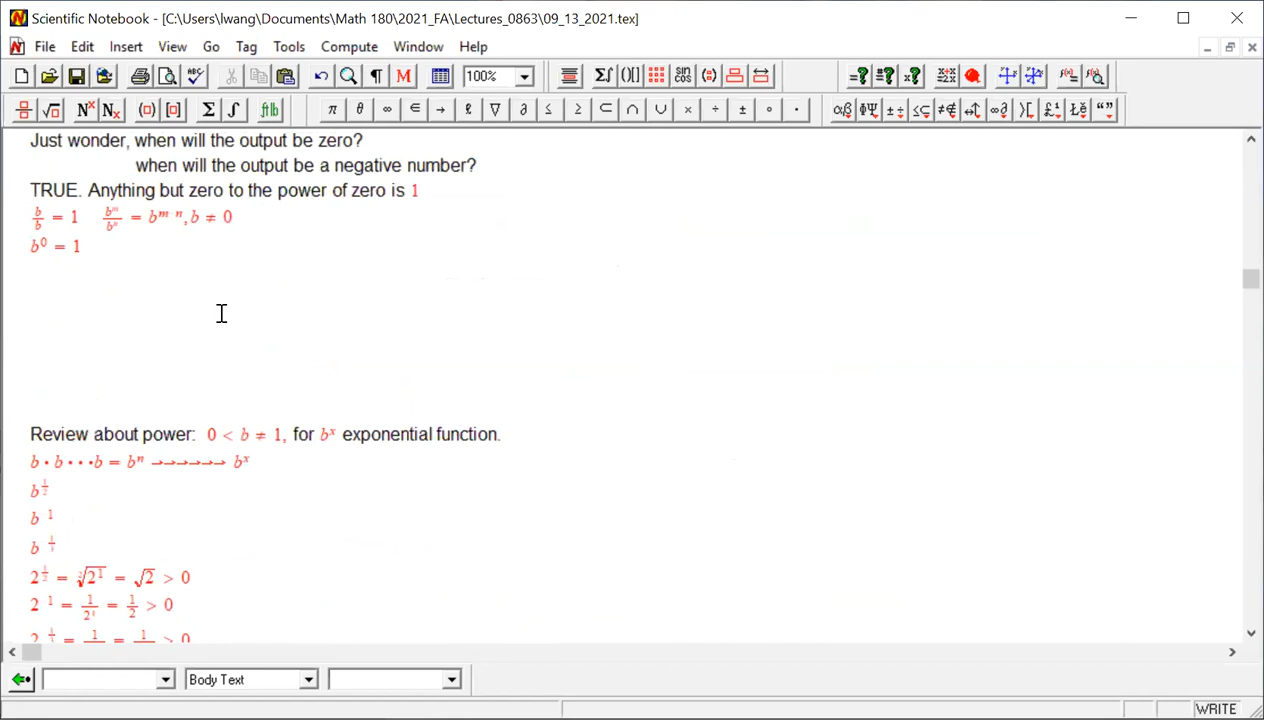 Scientific Notebook - [C:\Users\lwang\Documents\Math 180\2021_FA\Lectures_0863\09_13_2021.tex]
File Edit Insert View Go Tag Tools Compute Window Help
100%
π θ ∞ ∈ → ℓ ∇ ∂ ≤ ≥ ⊂ ∩ ∪ × ÷ ± ∘ ·
Just wonder, when will the output be zero?
when will the output be a negative number?
TRUE. Anything but zero to the power of zero is 1
b/b = 1 b^m/b^n = b^{m n}, b ≠ 0
b^0 = 1
Review about power: 0 < b ≠ 1, for b^x exponential function.
b • b • • • b = b^n →→→→→→ b^x
b^{1/2}
b^{1}
b
2^{1/2} = \sqrt[2]{2^1} = √2 > 0
2^{1} = 1/2^1 = 1/2 > 0
2 = 1 = 1 > 0
Body Text
WRITE